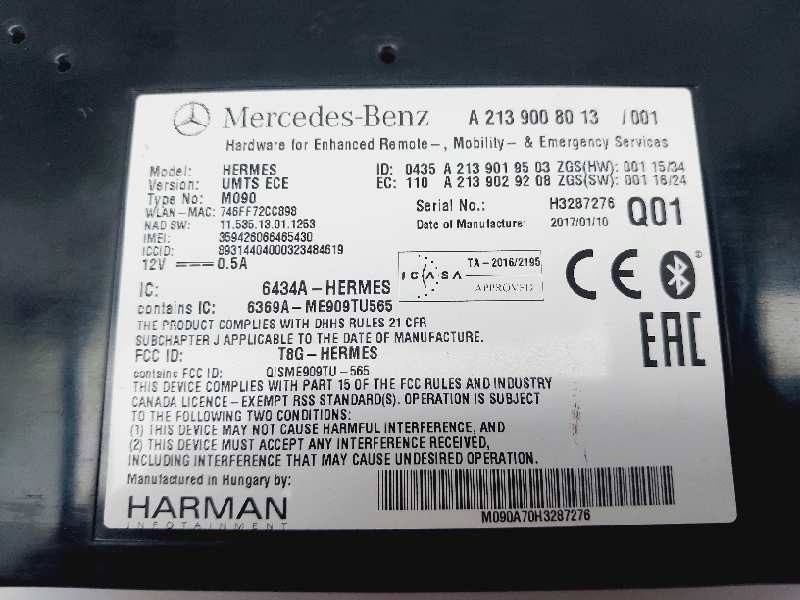 Mercedes-Benz A 213 900 80 13 /001
Hardware for Enhanced Remote-, Mobility- & Emergency Services
Model: HERMES ID: 0435 A 213 901 95 03 ZGS(HW): 001 15/34
Version: UMTS ECE EC: 110 A 213 902 92 08 ZGS(SW): 001 16/24
Type No: M090 Serial No.: H3287276 Q01
WLAN-MAC: 746FF72CC898 Date of Manufacture: 2017/01/10
NAD SW: 11.536.13.01.1263
IMEI: 359426066465430
ICCID: 89314404000323484619
12V 0.5A
ICASA TA-2016/2195 APPROVED
IC: 6434A-HERMES
contains IC: 6369A-ME909TU565
THE PRODUCT COMPLIES WITH DHHS RULES 21 CFR
SUBCHAPTER J APPLICABLE TO THE DATE OF MANUFACTURE.
FCC ID: T8G-HERMES
contains FCC ID: QISME909TU-565
THIS DEVICE COMPLIES WITH PART 15 OF THE FCC RULES AND INDUSTRY
CANADA LICENCE-EXEMPT RSS STANDARD(S). OPERATION IS SUBJECT
TO THE FOLLOWING TWO CONDITIONS:
(1) THIS DEVICE MAY NOT CAUSE HARMFUL INTERFERENCE, AND
(2) THIS DEVICE MUST ACCEPT ANY INTERFERENCE RECEIVED,
INCLUDING INTERFERENCE THAT MAY CAUSE UNDESIRED OPERATION.
CE
EAC
Manufactured in Hungary by:
HARMAN
INFOTAINMENT
M090A70H3287276